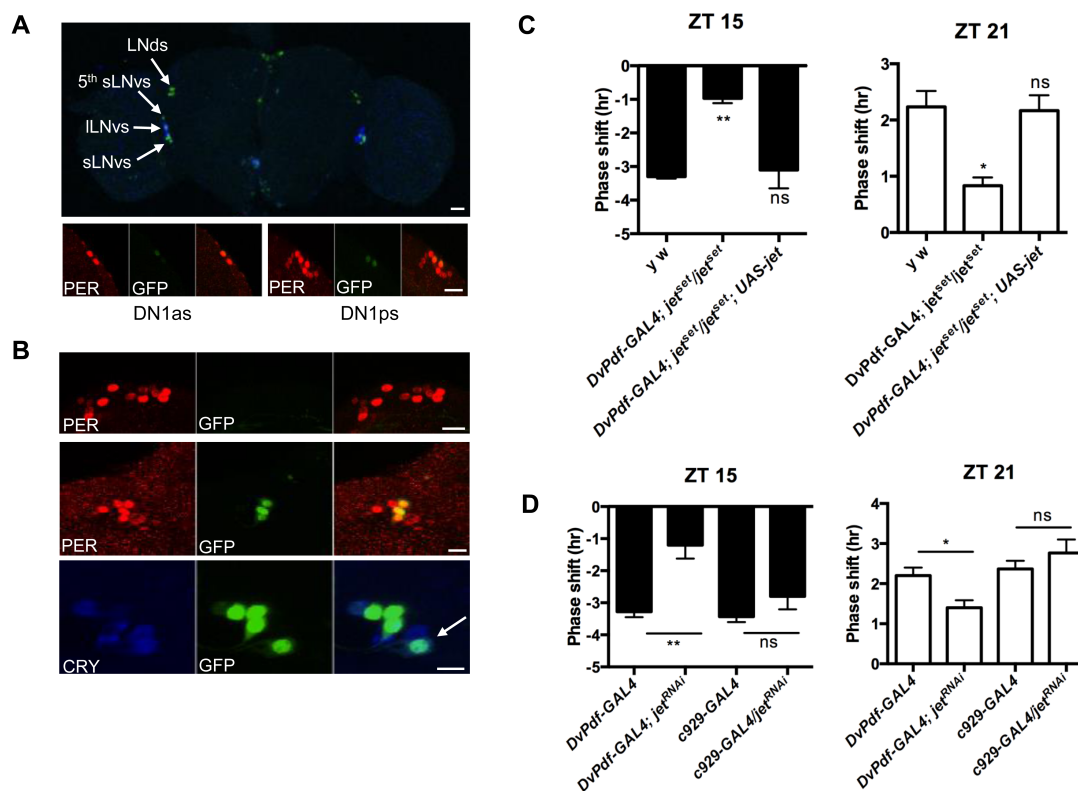 A
LNds
5th sLNvs
lLNvs
sLNvs
PER
GFP
PER
GFP
DN1as
DN1ps
B
PER
GFP
PER
GFP
CRY
GFP
C
ZT 15
Phase shift (hr)
0
-1
-2
-3
-4
-5
**
ns
y w
DvPdf-GAL4; jetset/jetset
DvPdf-GAL4; jetset/jetset; UAS-jet
ZT 21
Phase shift (hr)
3
2
1
0
*
ns
y w
DvPdf-GAL4; jetset/jetset
DvPdf-GAL4; jetset/jetset; UAS-jet
D
ZT 15
Phase shift (hr)
0
-1
-2
-3
-4
-5
**
ns
DvPdf-GAL4
DvPdf-GAL4; jetRNAi
c929-GAL4
c929-GAL4/jetRNAi
ZT 21
Phase shift (hr)
4
3
2
1
0
*
ns
DvPdf-GAL4
DvPdf-GAL4; jetRNAi
c929-GAL4
c929-GAL4/jetRNAi